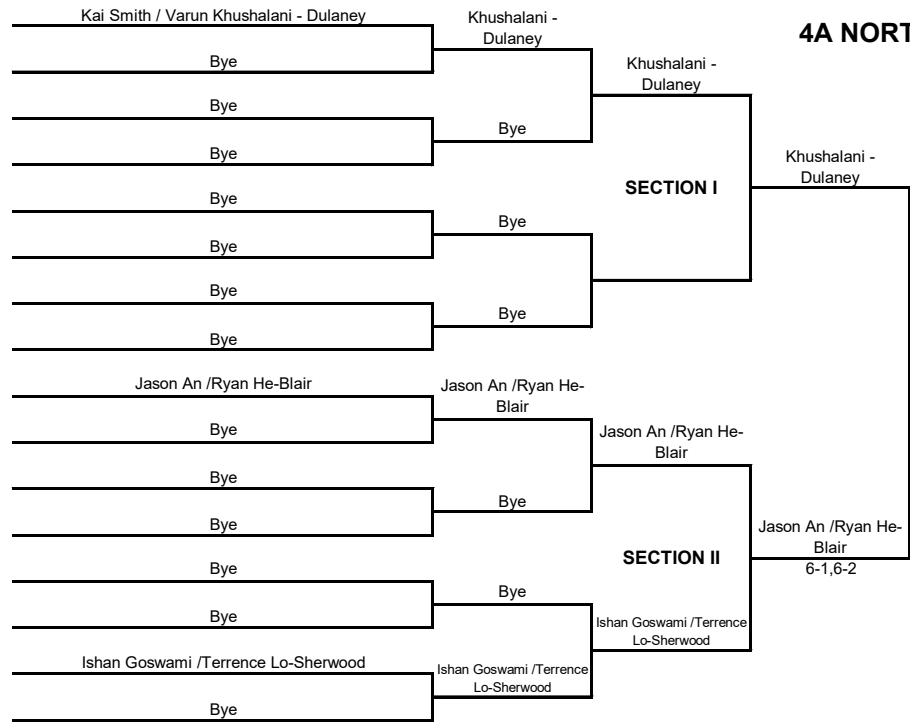 4A NORT
Kai Smith / Varun Khushalani - Dulaney
Bye
Bye
Bye
Bye
Bye
Bye
Bye
Jason An /Ryan He-Blair
Bye
Bye
Bye
Bye
Bye
Ishan Goswami /Terrence Lo-Sherwood
Bye
Khushalani -
Dulaney
Bye
Bye
Bye
Jason An /Ryan He-
Blair
Bye
Bye
Ishan Goswami /Terrence
Lo-Sherwood
Khushalani -
Dulaney
SECTION I
Jason An /Ryan He-
Blair
SECTION II
Ishan Goswami /Terrence
Lo-Sherwood
Khushalani -
Dulaney
Jason An /Ryan He-
Blair
6-1,6-2